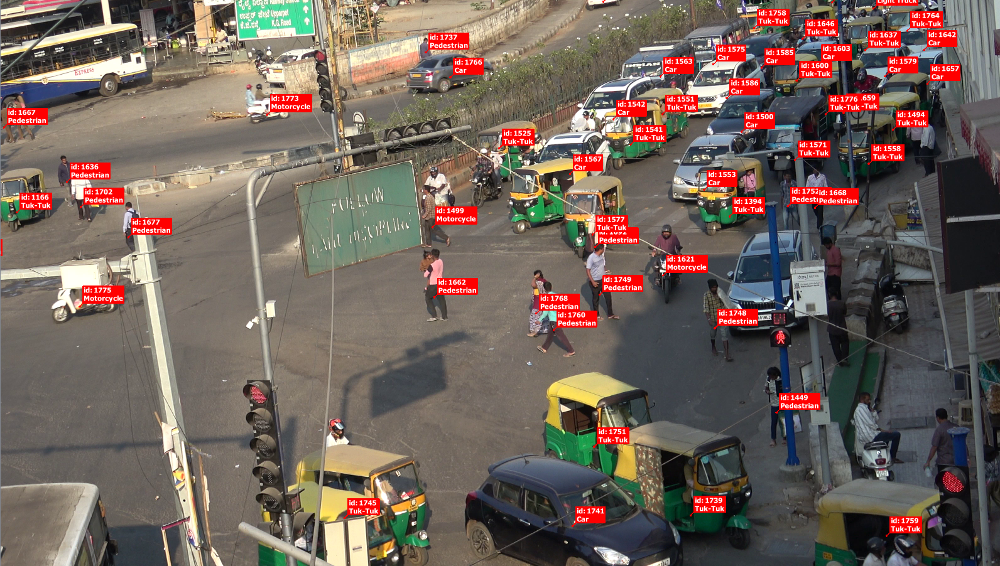 ರೈಲ್ವೆ ನಿಲ್ದಾಣ Railway Station
ಉಪ್ಪರ್ ಪೇಟೆ Upparpet
ಕೆ.ಜಿ.ರಸ್ತೆ K.G. Road
Light Truck
id: 1758
Tuk-Tuk
id: 1646
Tuk-Tuk
id: 1764
Tuk-Tuk
id: 1637
Tuk-Tuk
id: 1642
Car
id: 1737
Pedestrian
id: 1766
Car
id: 1575
Car
id: 1585
Car
id: 1603
Car
id: 1600
Tuk-Tuk
id: 1579
Car
id: 1657
Car
id: 1563
Car
INDIAN
EXPRESS
id: 1586
Car
id: 1773
Motorcycle
id: 1542
Car
id: 1551
Tuk-Tuk
id: 1776
Tuk-Tuk
659
-Tuk
id: 1667
Pedestrian
id: 1500
Car
id: 1494
Tuk-Tuk
id: 1525
Tuk-Tuk
id: 1541
Tuk-Tuk
id: 1571
Tuk-Tuk
id: 1558
Tuk-Tuk
id: 1567
Car
id: 1636
Pedestrian
id: 1553
Car
id: 1702
Pedestrian
id: 1166
Tuk-Tuk
id: 1752
Pedest
id: 1668
Pedestrian
id: 1394
Tuk-Tuk
FOLLOW
LANE DISCIPLINE
id: 1499
Motorcycle
id: 1677
Pedestrian
id: 1577
Tuk-Tuk
id: 1692
Pedestrian
id: 1621
Motorcycle
id: 1662
Pedestrian
id: 1749
Pedestrian
id: 1775
Motorcycle
id: 1768
Pedestrian
id: 1760
Pedestrian
id: 1748
Pedestrian
id: 1449
Pedestrian
id: 1751
Tuk-Tuk
id: 1745
Tuk-Tuk
id: 1739
Tuk-Tuk
id: 1741
Car
id: 1759
Tuk-Tuk